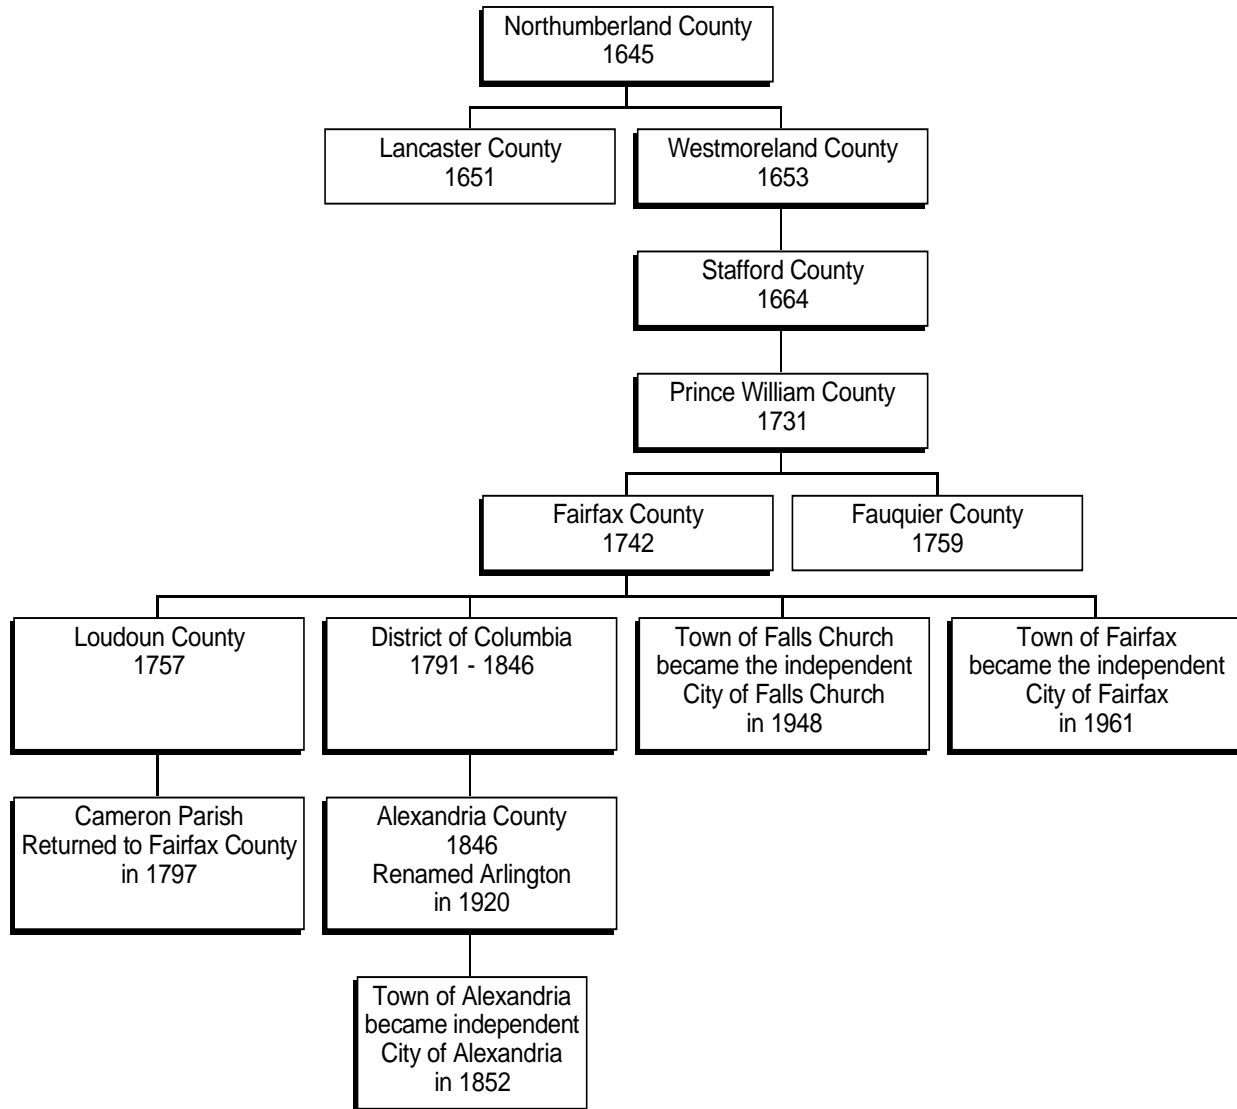 Northumberland County
1645
Lancaster County
1651
Westmoreland County
1653
Stafford County
1664
Prince William County
1731
Fairfax County
1742
Fauquier County
1759
Loudoun County
1757
District of Columbia
1791 - 1846
Town of Falls Church
became the independent
City of Falls Church
in 1948
Town of Fairfax
became the independent
City of Fairfax
in 1961
Cameron Parish
Returned to Fairfax County
in 1797
Alexandria County
1846
Renamed Arlington
in 1920
Town of Alexandria
became independent
City of Alexandria
in 1852